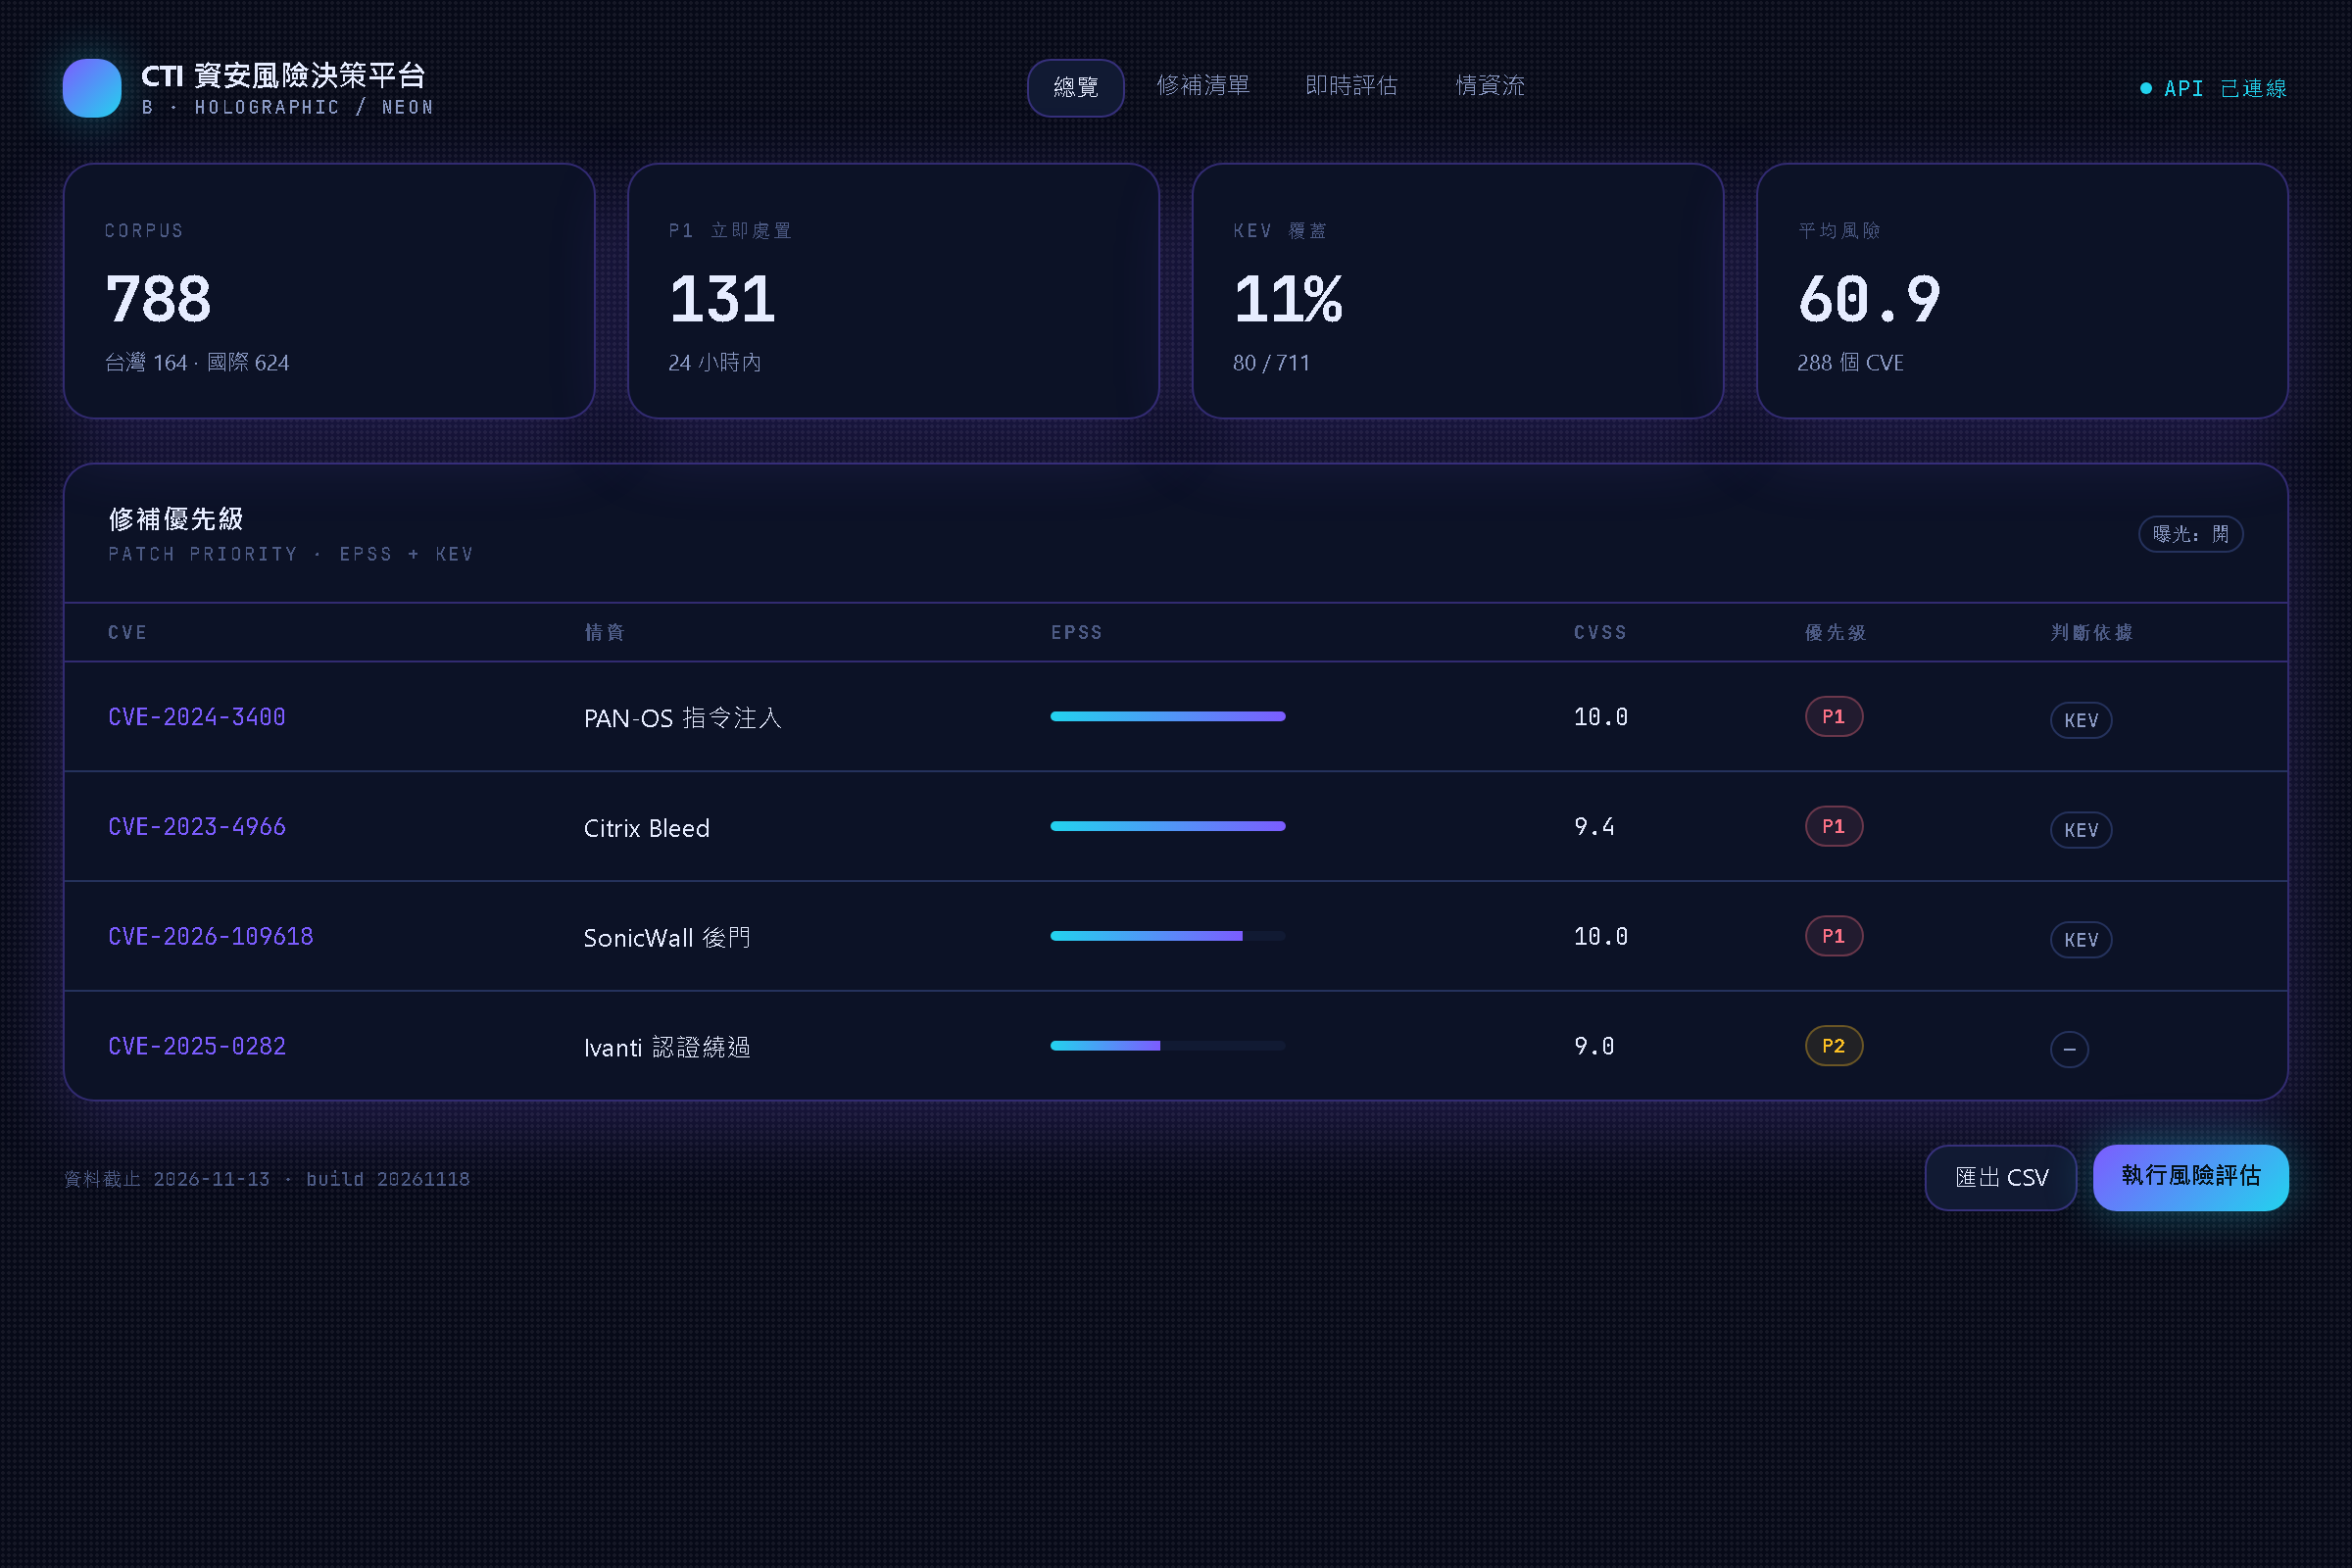 CTI 資安風險決策平台
B · HOLOGRAPHIC / NEON
總覽 修補清單 即時評估 情資流
API 已連線
CORPUS
788
台灣 164 · 國際 624
P1 立即處置
131
24 小時內
KEV 覆蓋
11%
80 / 711
平均風險
60.9
288 個 CVE
修補優先級
PATCH PRIORITY · EPSS + KEV
曝光: 開
CVE 情資 EPSS CVSS 優先級 判斷依據
CVE-2024-3400 PAN-OS 指令注入 10.0 P1 KEV
CVE-2023-4966 Citrix Bleed 9.4 P1 KEV
CVE-2026-109618 SonicWall 後門 10.0 P1 KEV
CVE-2025-0282 Ivanti 認證繞過 9.0 P2 —
資料截止 2026-11-13 · build 20261118
匯出 CSV
執行風險評估